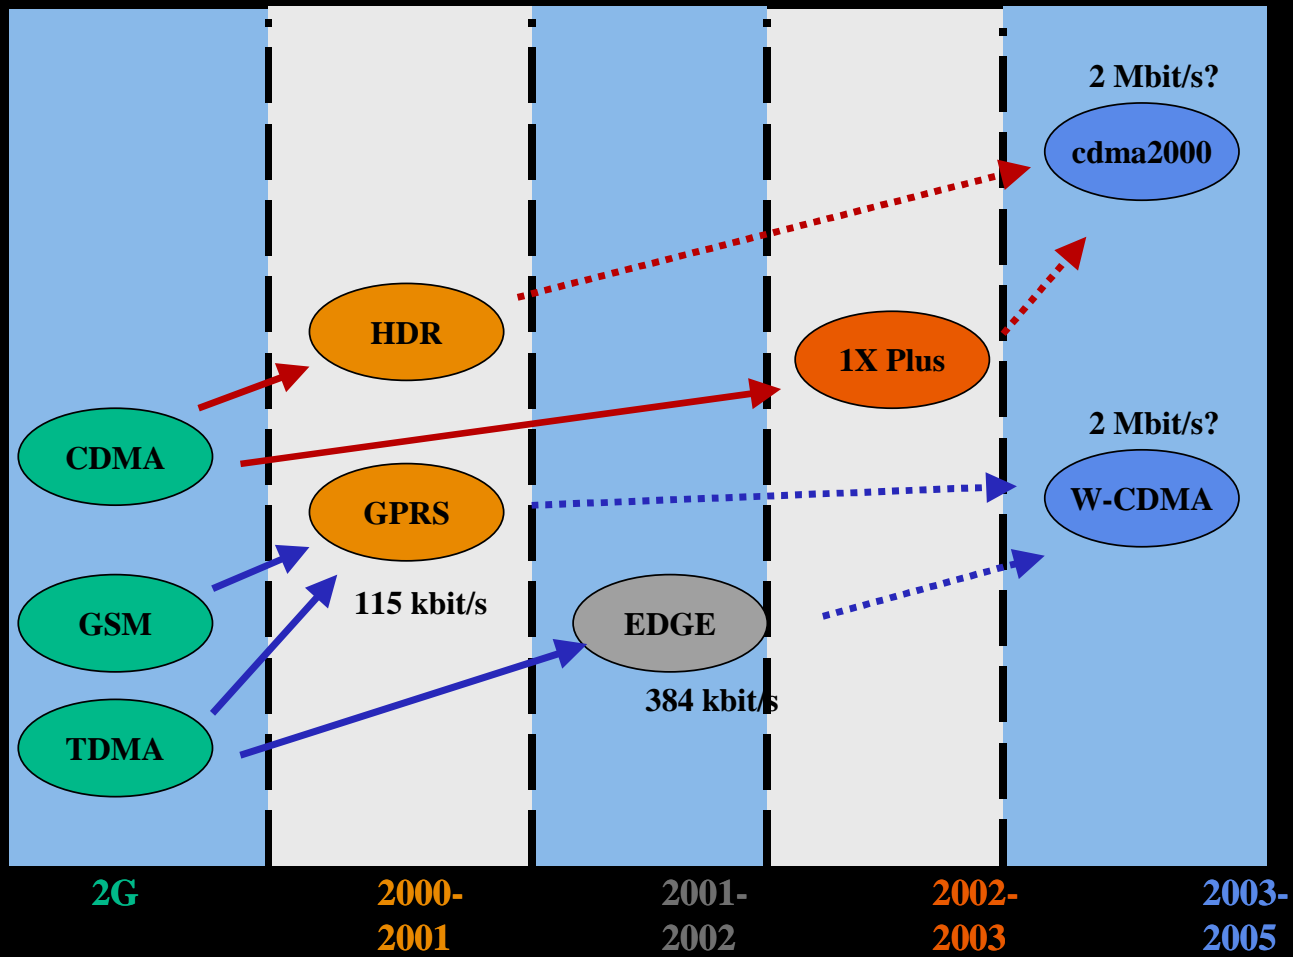 2 Mbit/s?
cdma2000
HDR
1X Plus
2 Mbit/s?
CDMA
W-CDMA
GPRS
115 kbit/s
GSM
EDGE
384 kbit/s
TDMA
2G
2000-
2001
2001-
2002
2002-
2003
2003-
2005